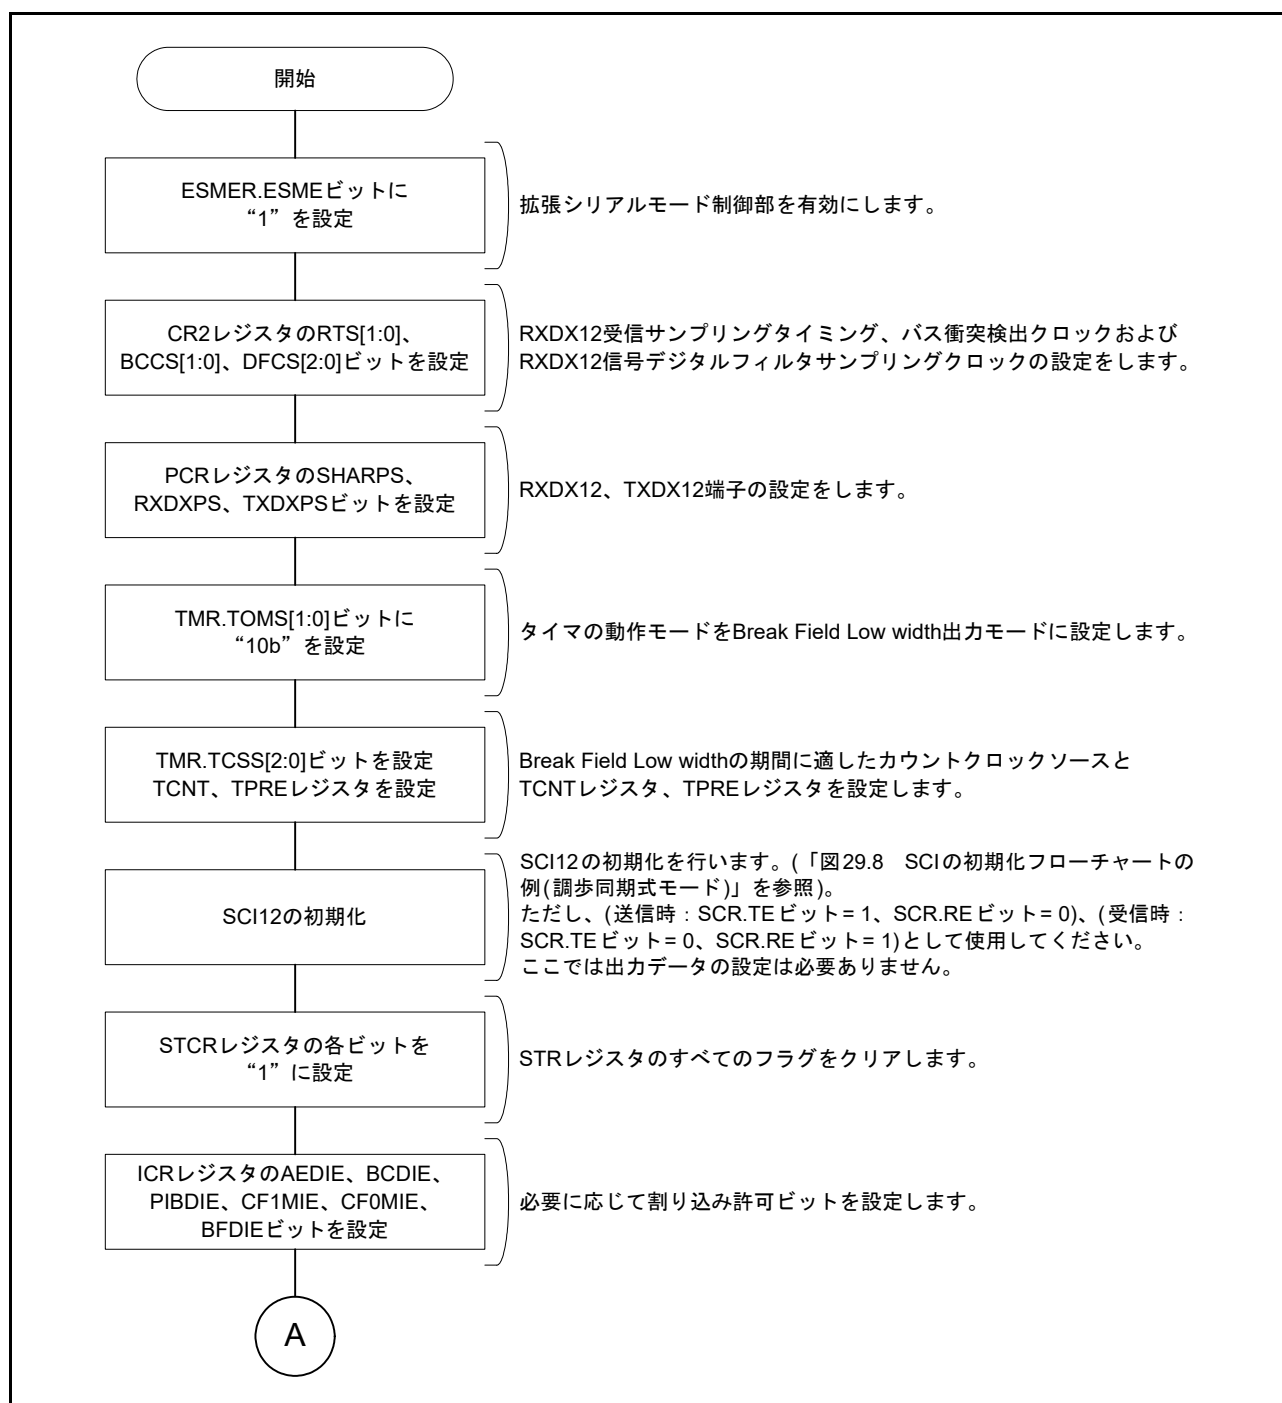 開始
ESMER.ESMEビットに
“1”を設定
拡張シリアルモード制御部を有効にします。
CR2レジスタのRTS[1:0]、
BCCS[1:0]、DFCS[2:0]ビットを設定
RXDX12受信サンプリングタイミング、バス衝突検出クロックおよび
RXDX12信号デジタルフィルタサンプリングクロックの設定をします。
PCRレジスタのSHARPS、
RXDXPS、TXDXPSビットを設定
RXDX12、TXDX12端子の設定をします。
TMR.TOMS[1:0]ビットに
“10b”を設定
タイマの動作モードをBreak Field Low width出力モードに設定します。
TMR.TCSS[2:0]ビットを設定
TCNT、TPREレジスタを設定
Break Field Low widthの期間に適したカウントクロックソースと
TCNTレジスタ、TPREレジスタを設定します。
SCI12の初期化
SCI12の初期化を行います。(「図29.8　SCIの初期化フローチャートの
例(調歩同期式モード)」を参照)。
ただし、(送信時：SCR.TEビット= 1、SCR.REビット= 0)、(受信時：
SCR.TEビット= 0、SCR.REビット= 1)として使用してください。
ここでは出力データの設定は必要ありません。
STCRレジスタの各ビットを
“1”に設定
STRレジスタのすべてのフラグをクリアします。
ICRレジスタのAEDIE、BCDIE、
PIBDIE、CF1MIE、CF0MIE、
BFDIEビットを設定
必要に応じて割り込み許可ビットを設定します。
A